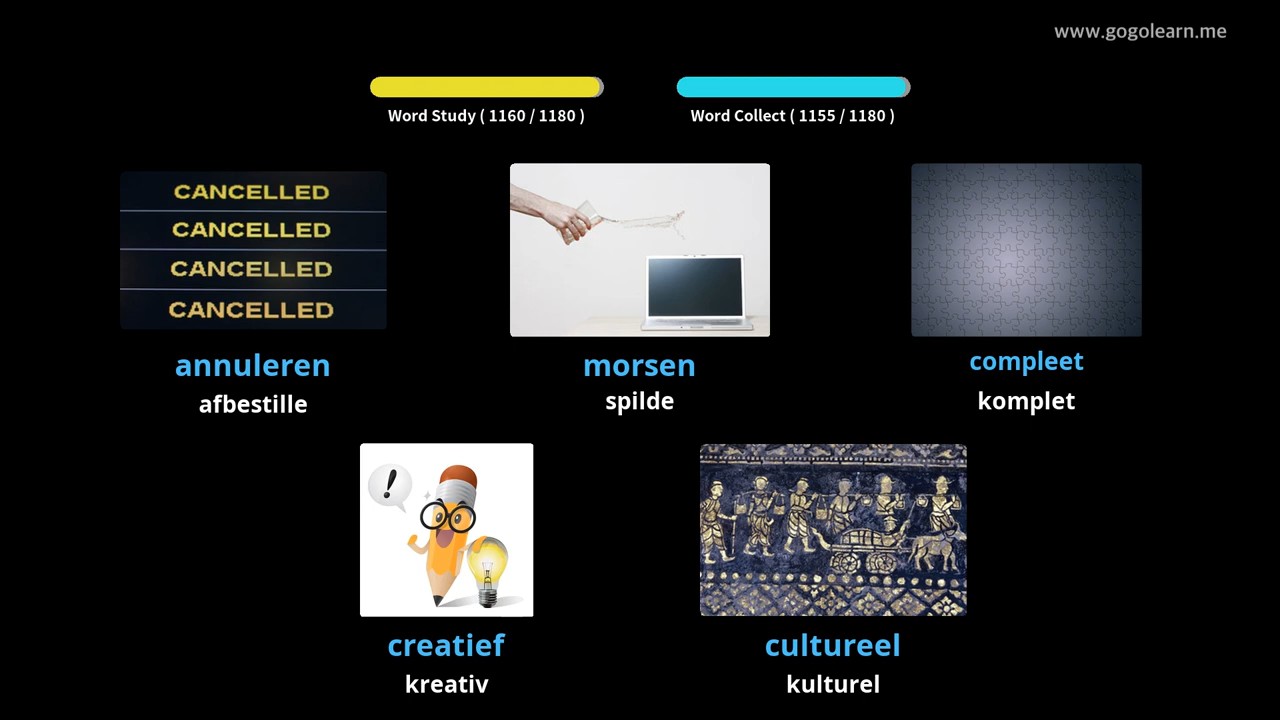 www.gogolearn.me
Word Study ( 1160 / 1180 )
Word Collect ( 1155 / 1180 )
CANCELLED
CANCELLED
CANCELLED
CANCELLED
annuleren
afbestille
morsen
spilde
compleet
komplet
!
creatief
kreativ
cultureel
kulturel